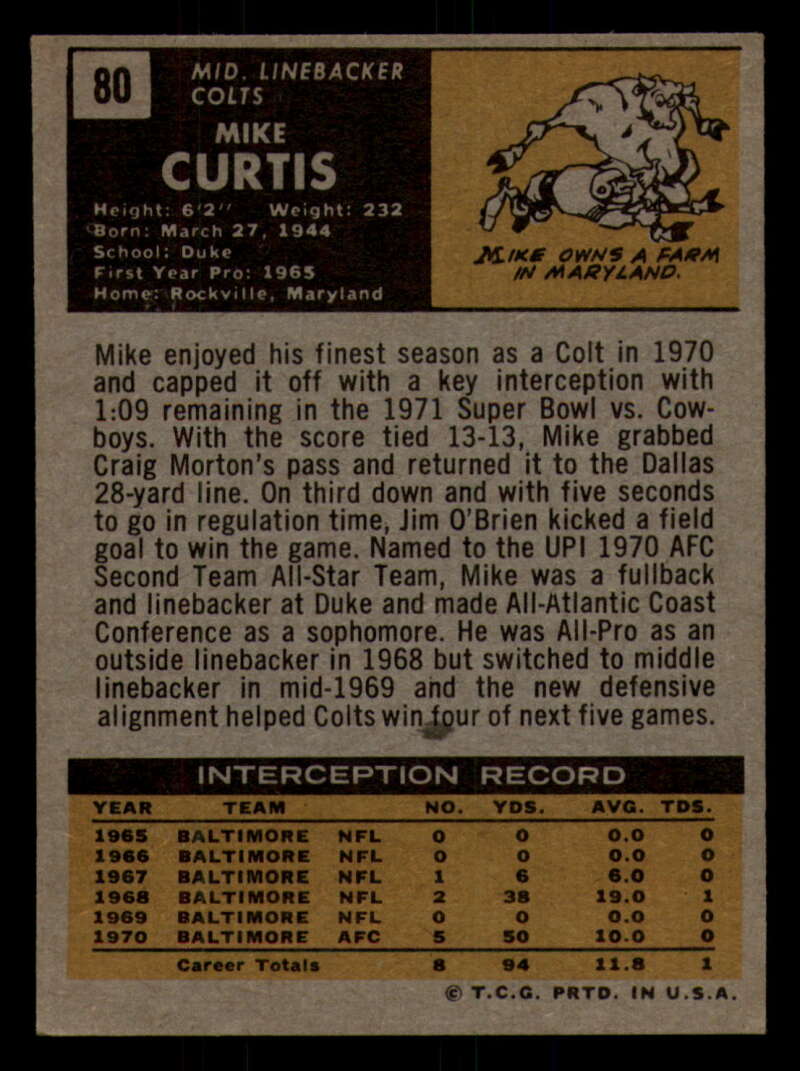 80
MID. LINEBACKER
COLTS
MIKE
CURTIS
Height: 6'2" Weight: 232
Born: March 27, 1944
School: Duke
First Year Pro: 1965
Home: Rockville, Maryland
MIKE OWNS A FARM
IN MARYLAND.
Mike enjoyed his finest season as a Colt in 1970
and capped it off with a key interception with
1:09 remaining in the 1971 Super Bowl vs. Cow-
boys. With the score tied 13-13, Mike grabbed
Craig Morton's pass and returned it to the Dallas
28-yard line. On third down and with five seconds
to go in regulation time, Jim O'Brien kicked a field
goal to win the game. Named to the UPI 1970 AFC
Second Team All-Star Team, Mike was a fullback
and linebacker at Duke and made All-Atlantic Coast
Conference as a sophomore. He was All-Pro as an
outside linebacker in 1968 but switched to middle
linebacker in mid-1969 and the new defensive
alignment helped Colts win four of next five games.
INTERCEPTION RECORD
YEAR TEAM NO. YDS. AVG. TDS.
1965 BALTIMORE NFL 0 0 0.0 0
1966 BALTIMORE NFL 0 0 0.0 0
1967 BALTIMORE NFL 1 6 6.0 0
1968 BALTIMORE NFL 2 38 19.0 1
1969 BALTIMORE NFL 0 0 0.0 0
1970 BALTIMORE AFC 5 50 10.0 0
Career Totals 8 94 11.8 1
© T.C.G. PRTD. IN U.S.A.